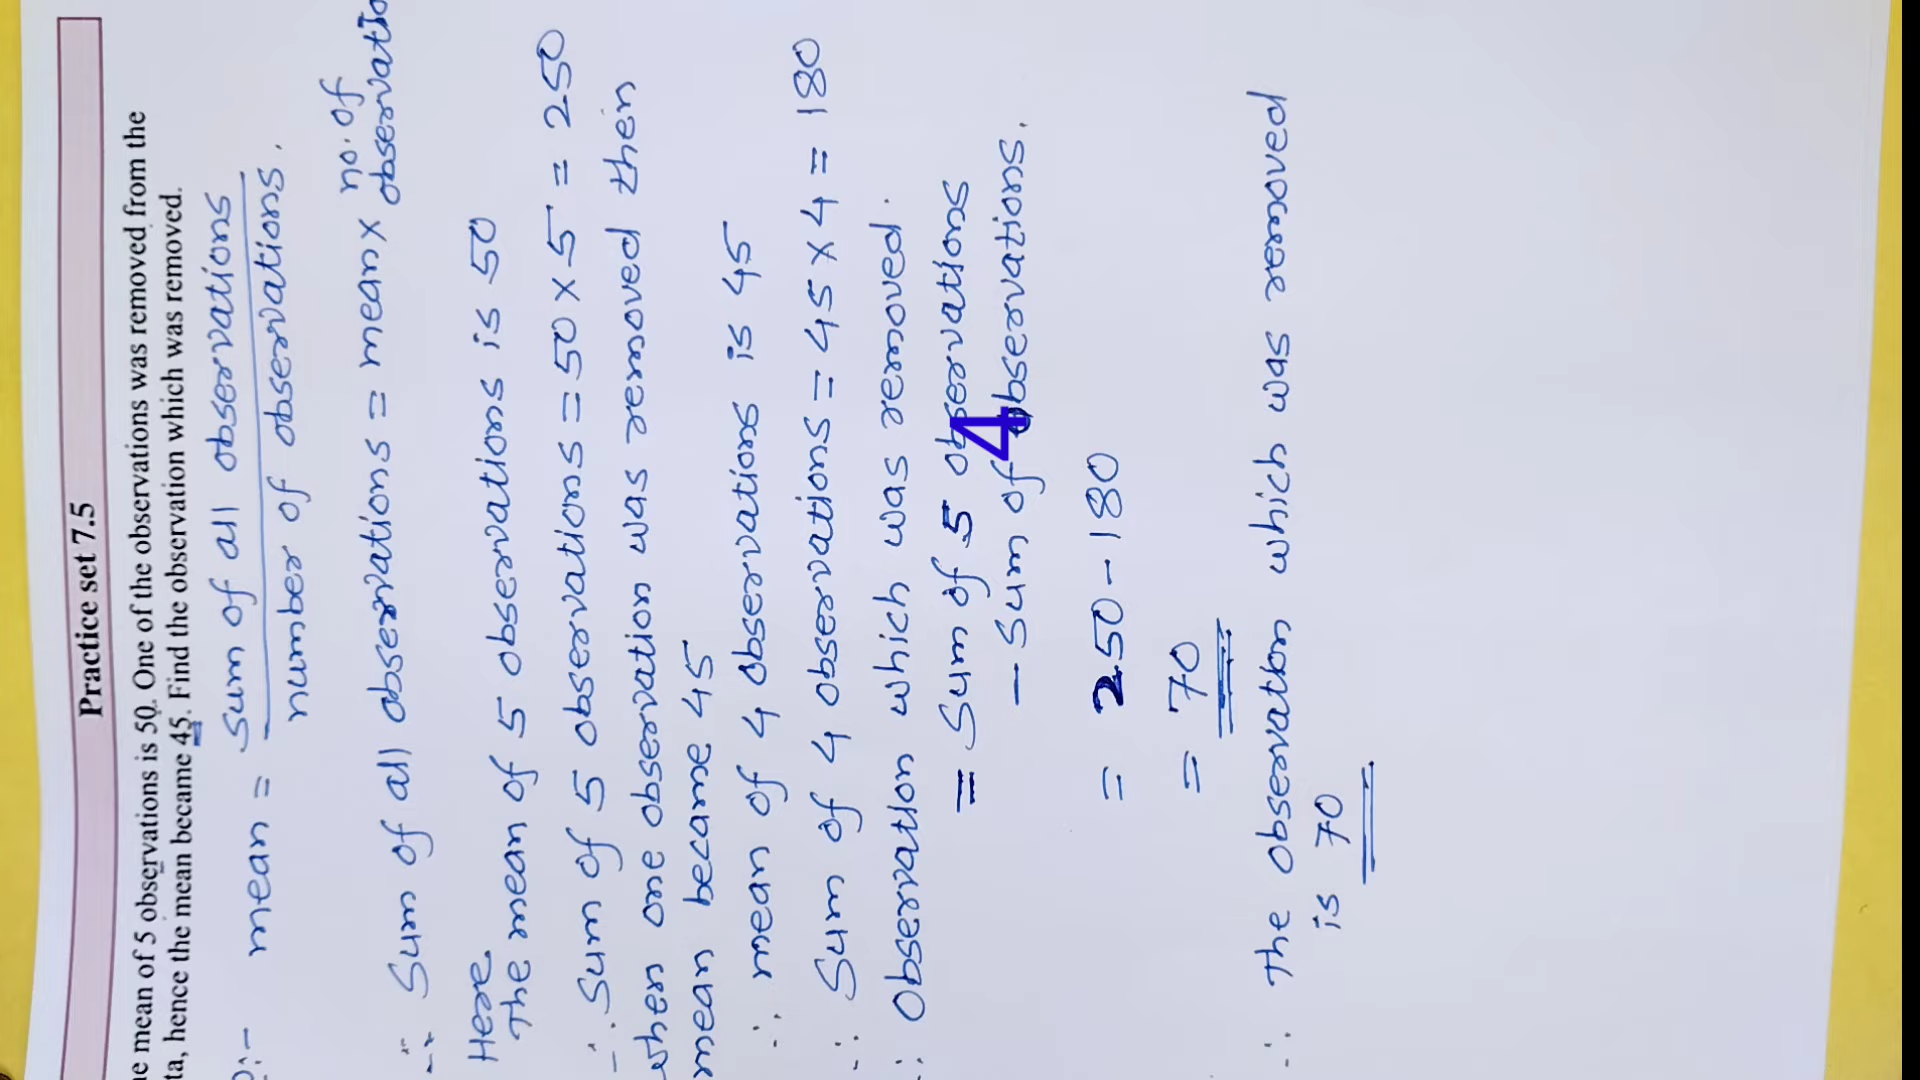 Practice set 7.5
mean of 5 observations is 50. One of the observations was removed from the
hence the mean became 45. Find the observation which was removed.
:- mean = sum of all observations
number of observations.
∴ Sum of all observations = mean x no. of
Here
The mean of 5 observations is 50
∴ Sum of 5 observations = 50 x 5 = 250
when one observation was removed then
mean became 45
∴ mean of 4 observations is 45
∴ Sum of 4 observations = 45 x 4 = 180
∴ Observation which was removed.
= Sum of 5 observations
- Sum of 4 observations.
= 250 - 180
= 70
∴ The observation which was removed
is 70